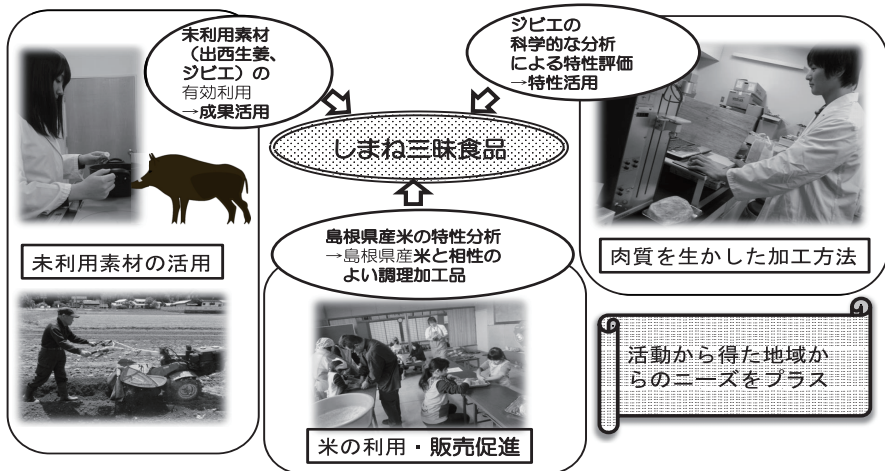 未利用素材
（出西生姜、
ジビエ）の
有効利用
→成果活用
ジビエの
科学的な分析
による特性評価
→特性活用
しまね三昧食品
島根県産米の特性分析
→島根県産米と相性の
よい調理加工品
未利用素材の活用
肉質を生かした加工方法
活動から得た地域か
らのニーズをプラス
米の利用・販売促進